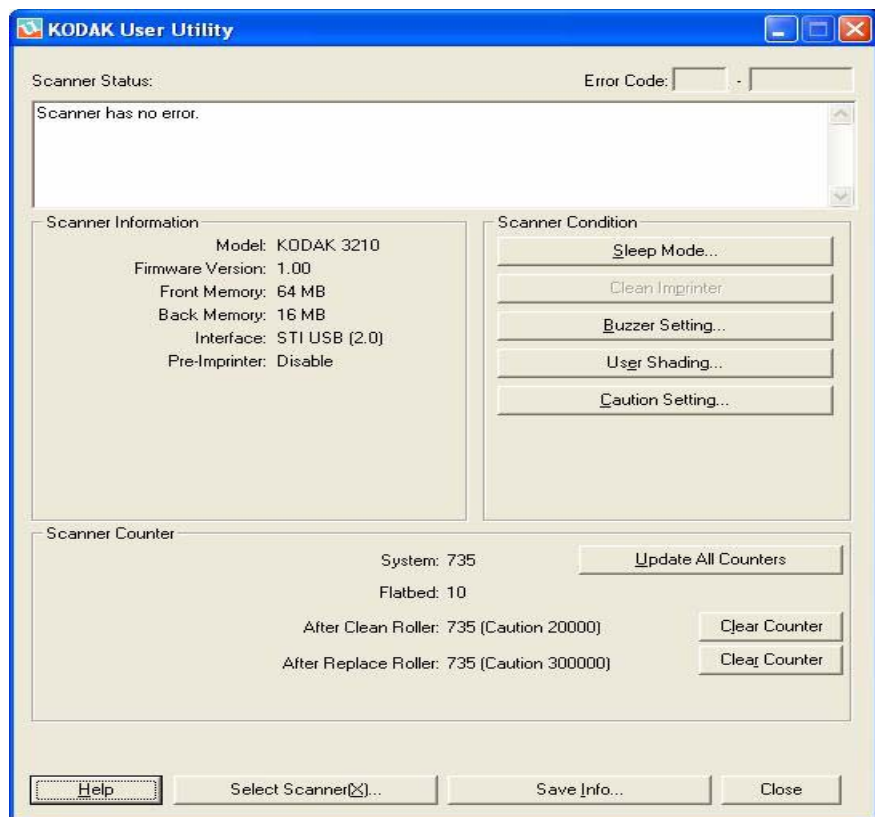 KODAK User Utility
Scanner Status:
Error Code: -
Scanner has no error.
Scanner Information
Model: KODAK 3210
Firmware Version: 1.00
Front Memory: 64 MB
Back Memory: 16 MB
Interface: STI USB (2.0)
Pre-Imprinter: Disable
Scanner Condition
Sleep Mode...
Clean Imprinter
Buzzer Setting...
User Shading...
Caution Setting...
Scanner Counter
System: 735
Update All Counters
Flatbed: 10
After Clean Roller: 735 (Caution 20000)
Clear Counter
After Replace Roller: 735 (Caution 300000)
Clear Counter
Help
Select Scanner(X)...
Save Info...
Close